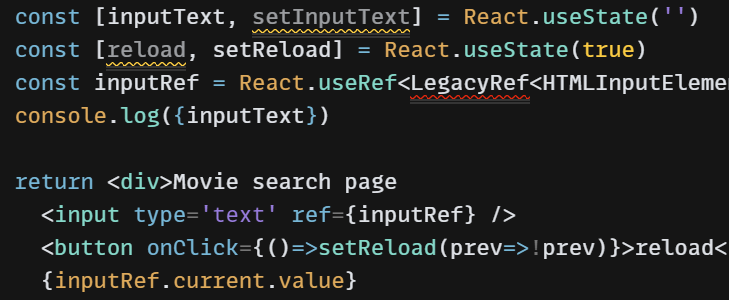 const [inputText, setInputText] = React.useState('')
const [reload, setReload] = React.useState(true)
const inputRef = React.useRef<LegacyRef<HTMLInputEleme
console.log({inputText})
return <div>Movie search page
<input type='text' ref={inputRef} />
<button onClick={()=>setReload(prev=>!prev)}>reload<
{inputRef.current.value}